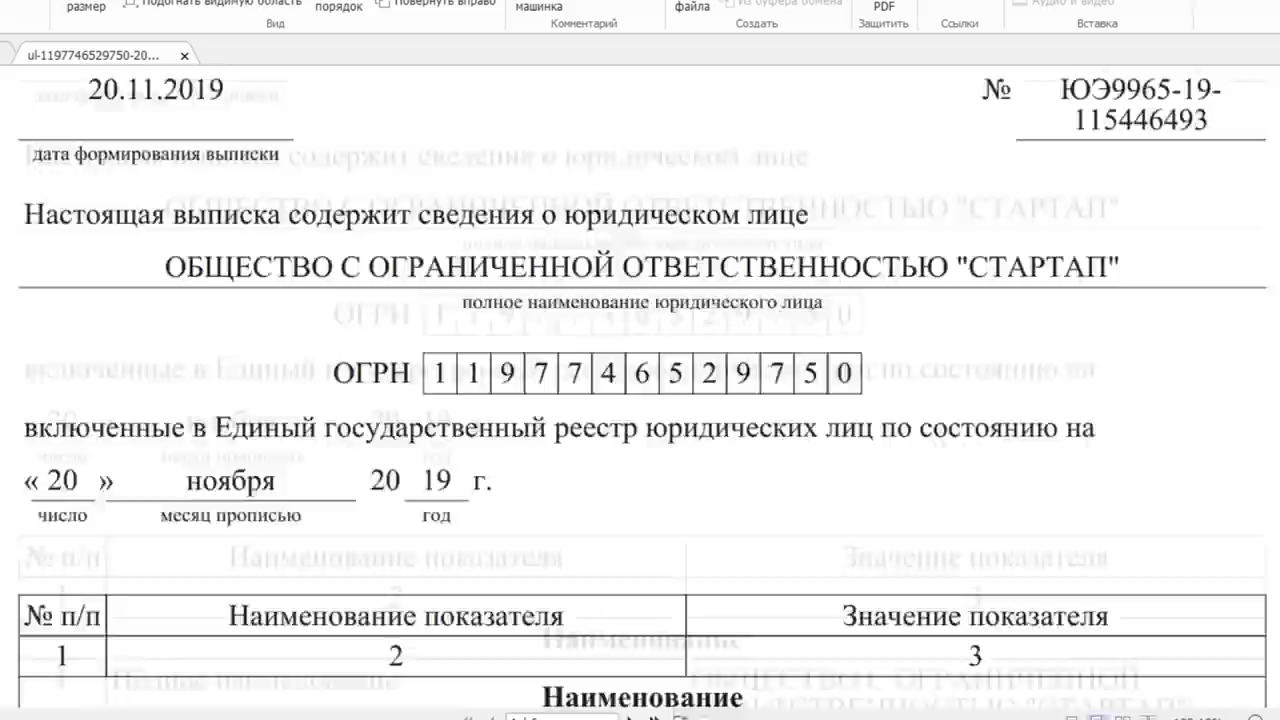 размер
Подогнать видимую область
порядок
Повернуть вправо
машинка
файла
Из буфера обмена
PDF
Аудио и видео
Вид
Комментарий
Создать
Защитить
Ссылки
Вставка
ul-1197746529750-20...
20.11.2019
№ ЮЭ9965-19-
115446493
дата формирования выписки
Настоящая выписка содержит сведения о юридическом лице
ОБЩЕСТВО С ОГРАНИЧЕННОЙ ОТВЕТСТВЕННОСТЬЮ "СТАРТАП"
полное наименование юридического лица
ОГРН 1 1 9 7 7 4 6 5 2 9 7 5 0
включенные в Единый государственный реестр юридических лиц по состоянию на
« 20 » ноября 20 19 г.
число месяц прописью год
№ п/п Наименование показателя Значение показателя
1 2 3
Наименование